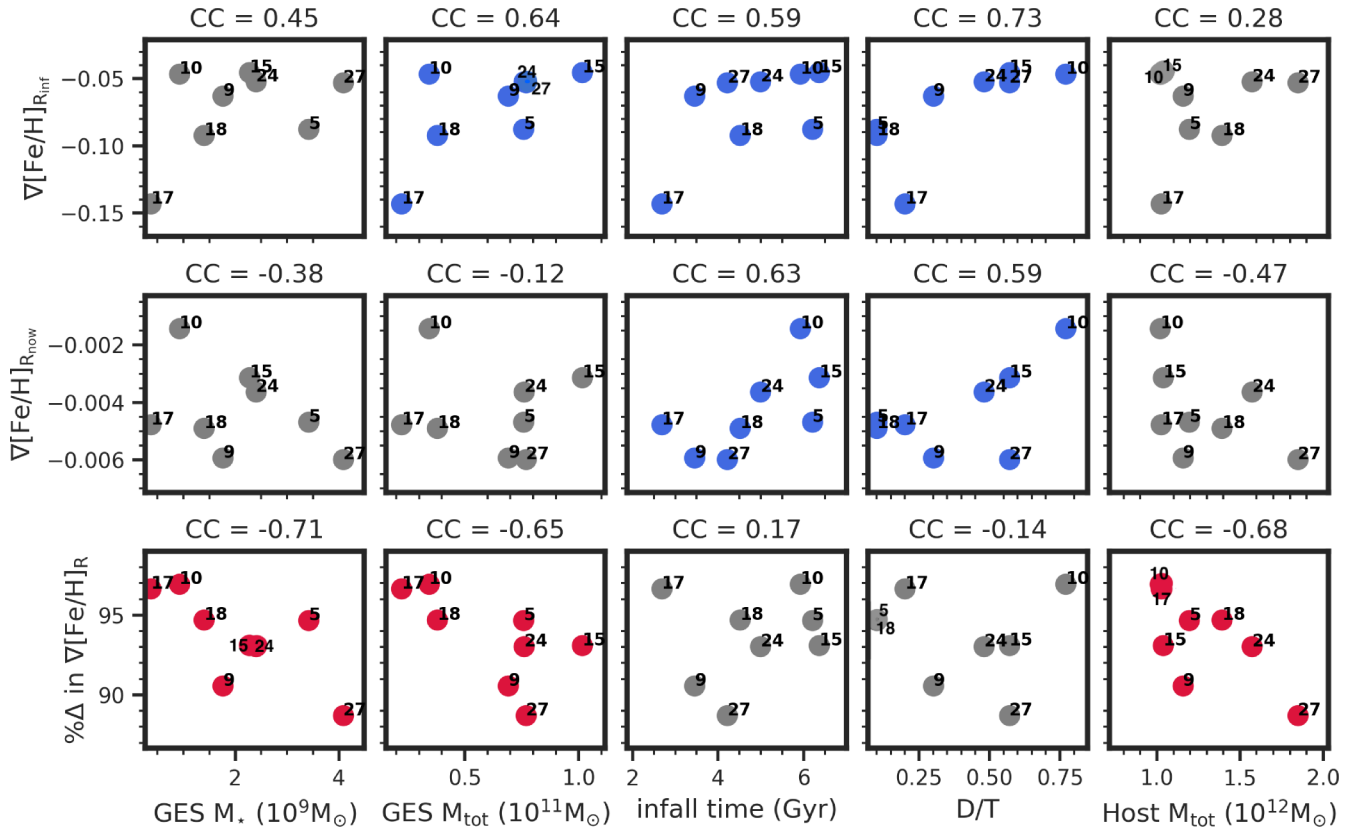 CC = 0.45 CC = 0.64 CC = 0.59 CC = 0.73 CC = 0.28
∇[Fe/H]R_inf
−0.05
−0.10
−0.15
10 15 24 27 9 18 5 17
10 24 15 9 27 18 5 17
9 27 24 10 15 18 5 17
9 24 15 27 10 5 18 17
10 15 24 27 9 5 18 17
CC = -0.38 CC = -0.12 CC = 0.63 CC = 0.59 CC = -0.47
∇[Fe/H]R_now
−0.002
−0.004
−0.006
10 15 24 17 18 5 9 27
10 15 24 17 18 5 9 27
10 15 24 17 18 5 9 27
10 15 24 5 18 17 9 27
10 15 24 17 5 18 9 27
CC = -0.71 CC = -0.65 CC = 0.17 CC = -0.14 CC = -0.68
%Δ in ∇[Fe/H]R
95
90
17 10 18 5 15 24 9 27
17 10 18 5 24 15 9 27
17 10 18 5 24 15 9 27
17 10 5 18 24 15 9 27
10 17 5 18 15 24 9 27
2 4
0.5 1.0
2 4 6
0.25 0.50 0.75
1.0 1.5 2.0
GES M⋆ (10⁹M⊙) GES Mtot (10¹¹M⊙) infall time (Gyr) D/T Host Mtot (10¹²M⊙)